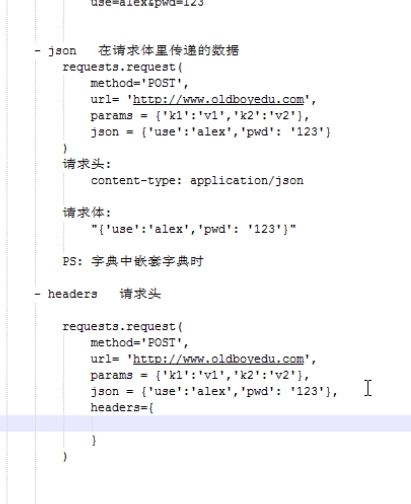 use=alex&pwd=123
- json 在请求体里传递的数据
requests.request(
method='POST',
url= 'http://www.oldboyedu.com',
params = {'k1':'v1','k2':'v2'},
json = {'use':'alex','pwd': '123'}
)
请求头:
content-type: application/json
请求体:
"{'use':'alex','pwd': '123'}"
PS: 字典中嵌套字典时
- headers 请求头
requests.request(
method='POST',
url= 'http://www.oldboyedu.com',
params = {'k1':'v1','k2':'v2'},
json = {'use':'alex','pwd': '123'},
headers={
}
)